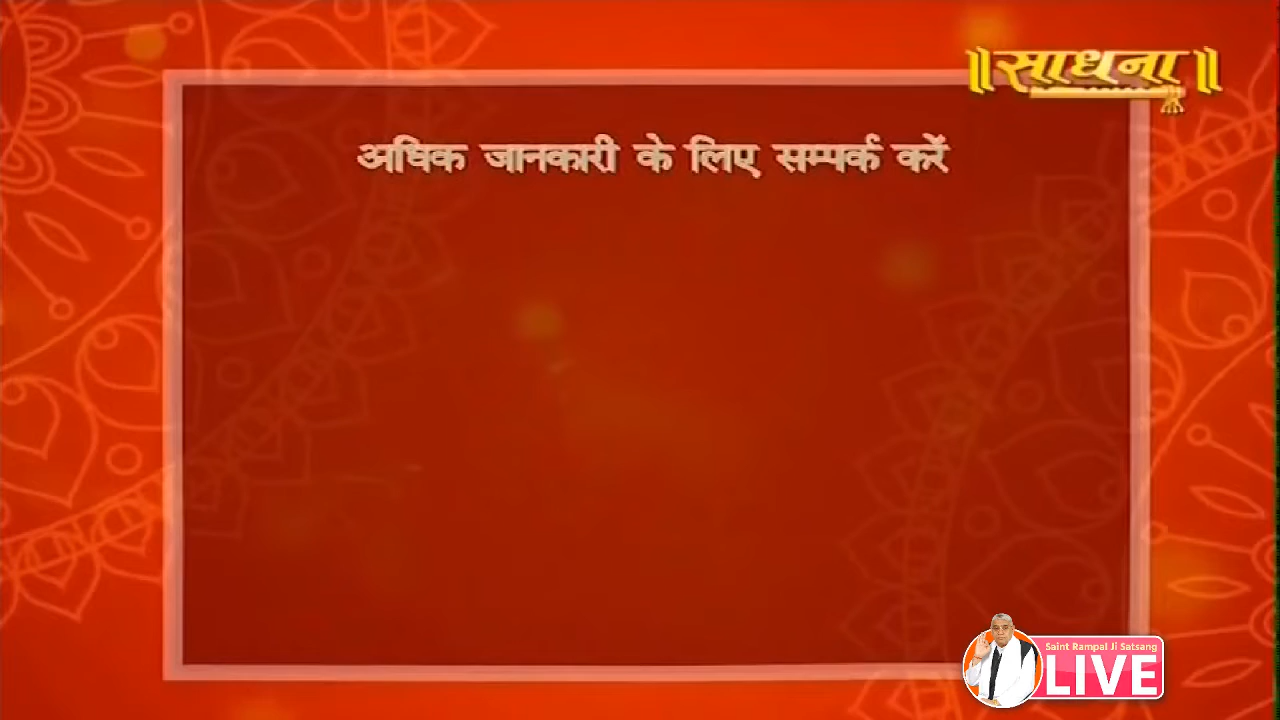 ॥साधना॥
अधिक जानकारी के लिए सम्पर्क करें
Saint Rampal Ji Satsang
LIVE